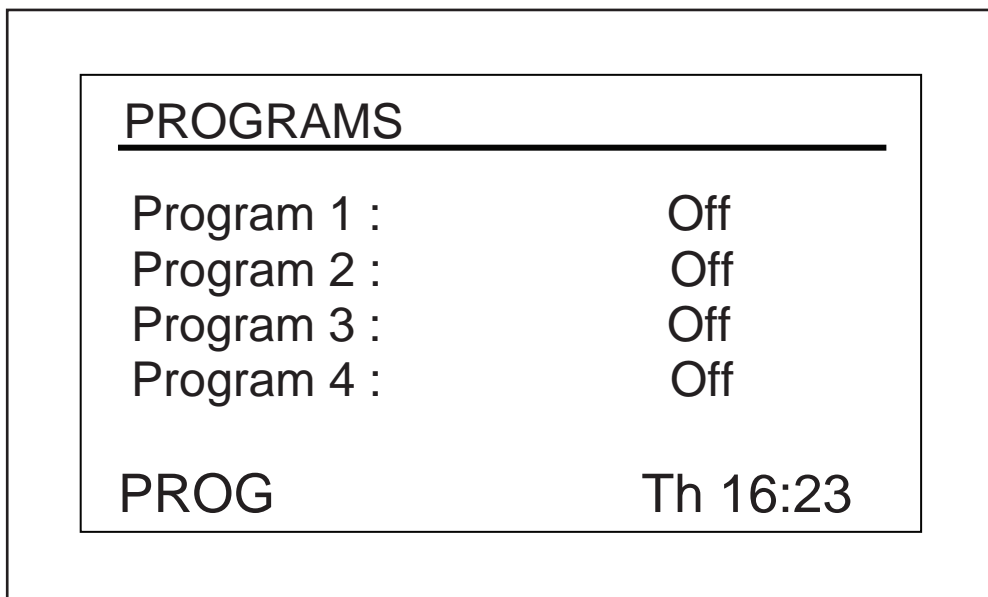 PROGRAMS
Program 1 : Off
Program 2 : Off
Program 3 : Off
Program 4 : Off
PROG Th 16:23